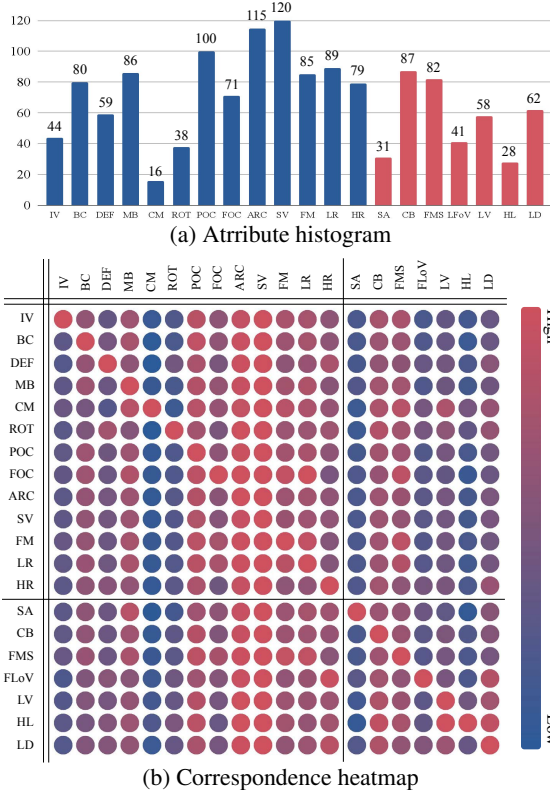 120
115
120
100
100
86
87
89
85
82
80
80
79
71
60
59
58
62
44
38
41
40
31
28
20
16
0
IV BC DEF MB CM ROT POC FOC ARC SV FM LR HR SA CB FMS LFoV LV HL LD
(a) Atrribute histogram
IV BC DEF MB CM ROT POC FOC ARC SV FM LR HR SA CB FMS FLoV LV HL LD
IV
BC
DEF
MB
CM
ROT
POC
FOC
ARC
SV
FM
LR
HR
SA
CB
FMS
FLoV
LV
HL
LD
High
Low
(b) Correspondence heatmap